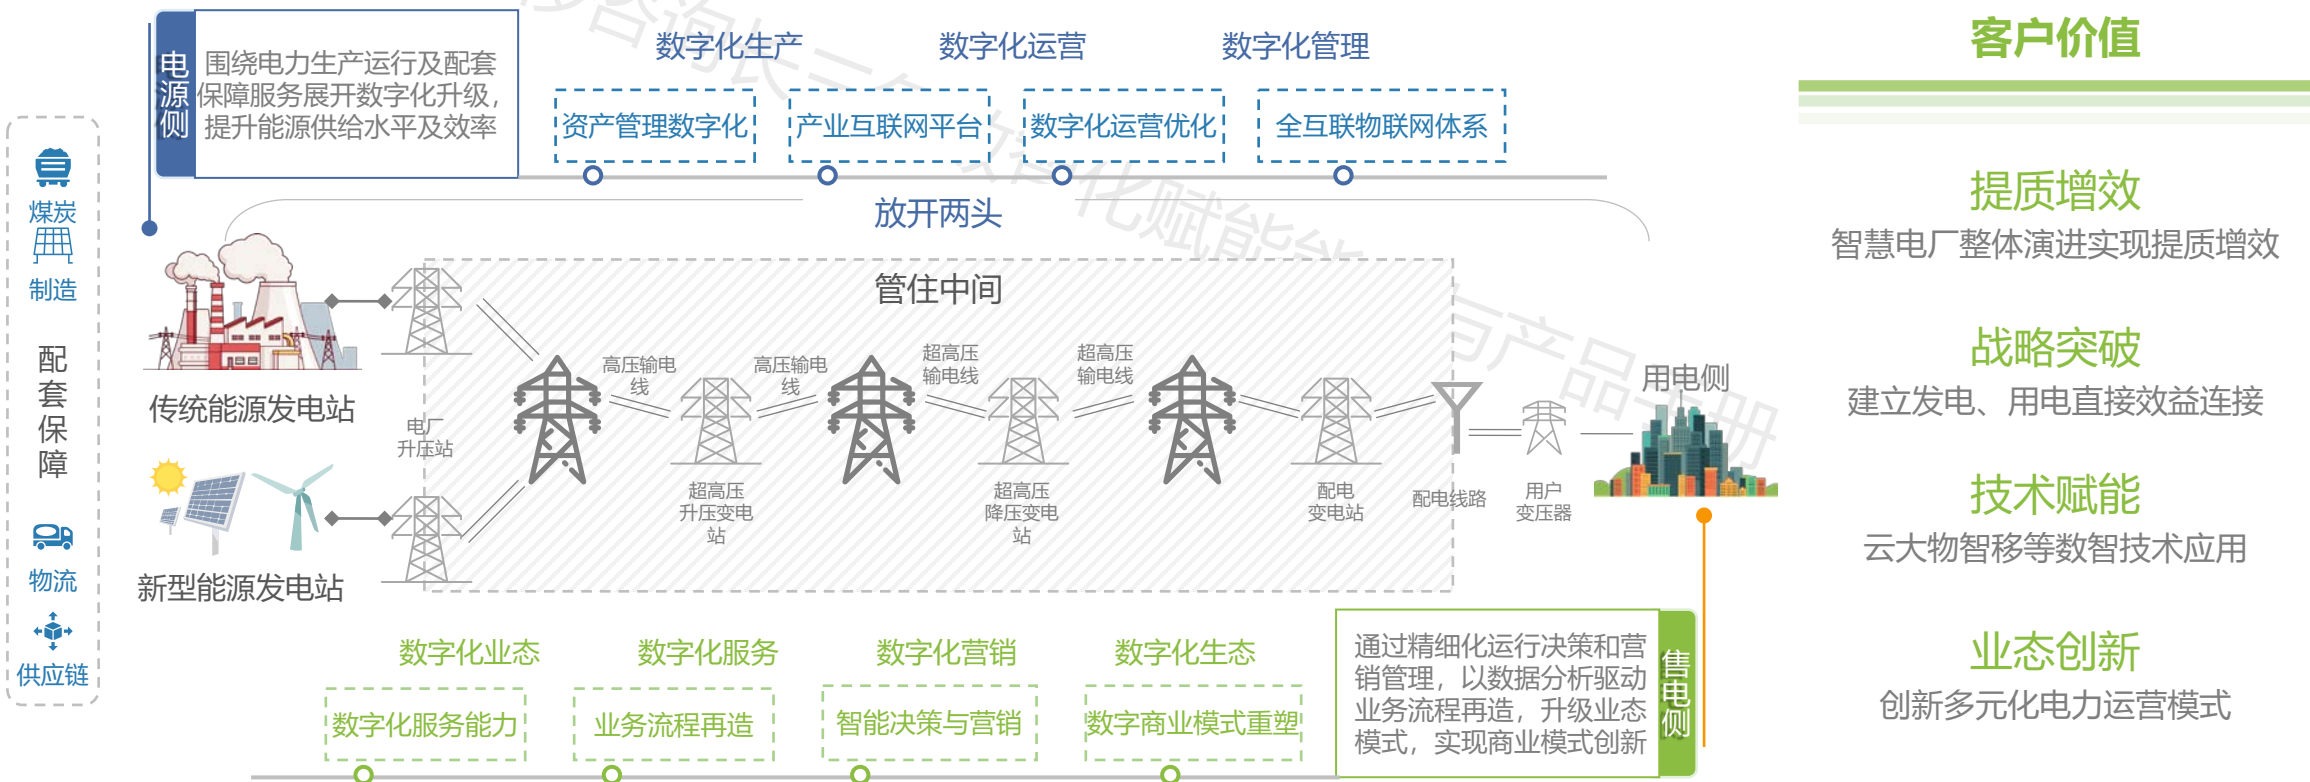 电源侧
围绕电力生产运行及配套
保障服务展开数字化升级，
提升能源供给水平及效率
数字化生产
数字化运营
数字化管理
资产管理数字化
产业互联网平台
数字化运营优化
全互联物联网体系
客户价值
提质增效
智慧电厂整体演进实现提质增效
战略突破
建立发电、用电直接效益连接
技术赋能
云大物智移等数智技术应用
业态创新
创新多元化电力运营模式
煤炭
制造
配套保障
物流
供应链
放开两头
管住中间
传统能源发电站
新型能源发电站
电厂
升压站
高压输电
线
超高压
升压变电
站
高压输电
线
超高压
输电线
超高压
降压变电
站
超高压
输电线
配电
变电站
配电线路
用户
变压器
用电侧
数字化业态
数字化服务
数字化营销
数字化生态
数字化服务能力
业务流程再造
智能决策与营销
数字商业模式重塑
通过精细化运行决策和营
销管理，以数据分析驱动
业务流程再造，升级业态
模式，实现商业模式创新
售电侧